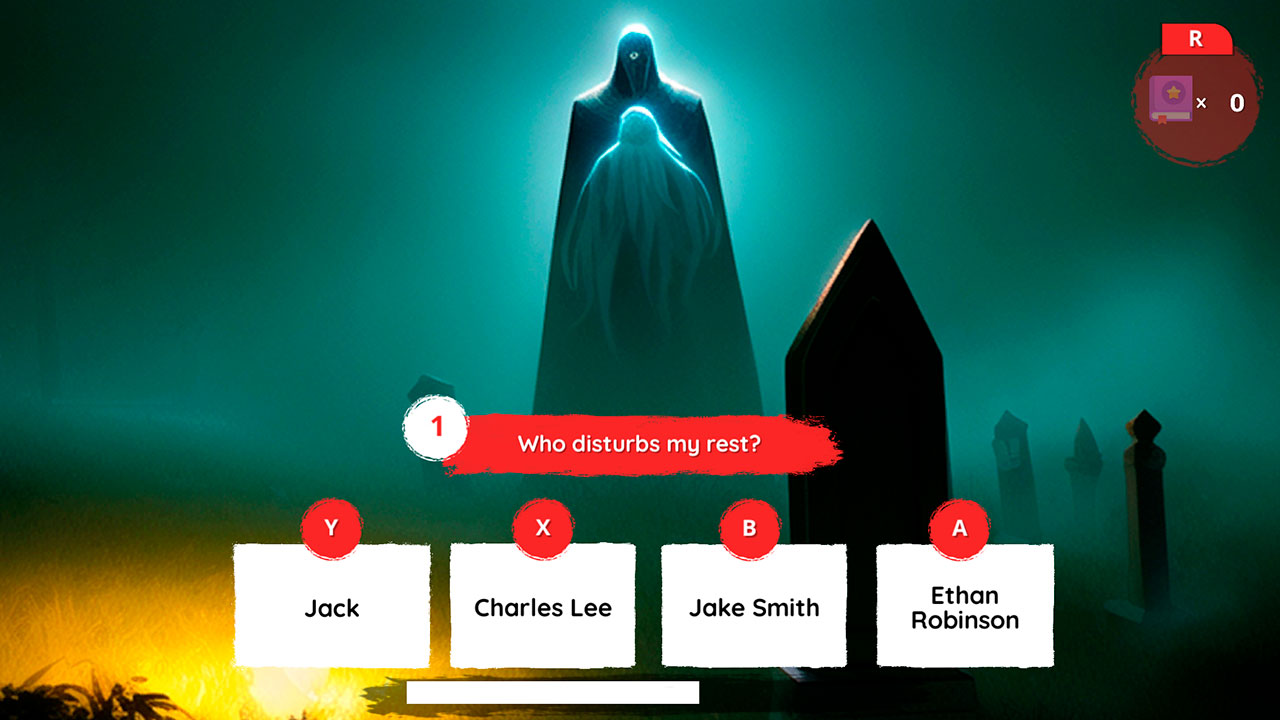 R
x 0
1
Who disturbs my rest?
Y
X
B
A
Jack
Charles Lee
Jake Smith
Ethan
Robinson